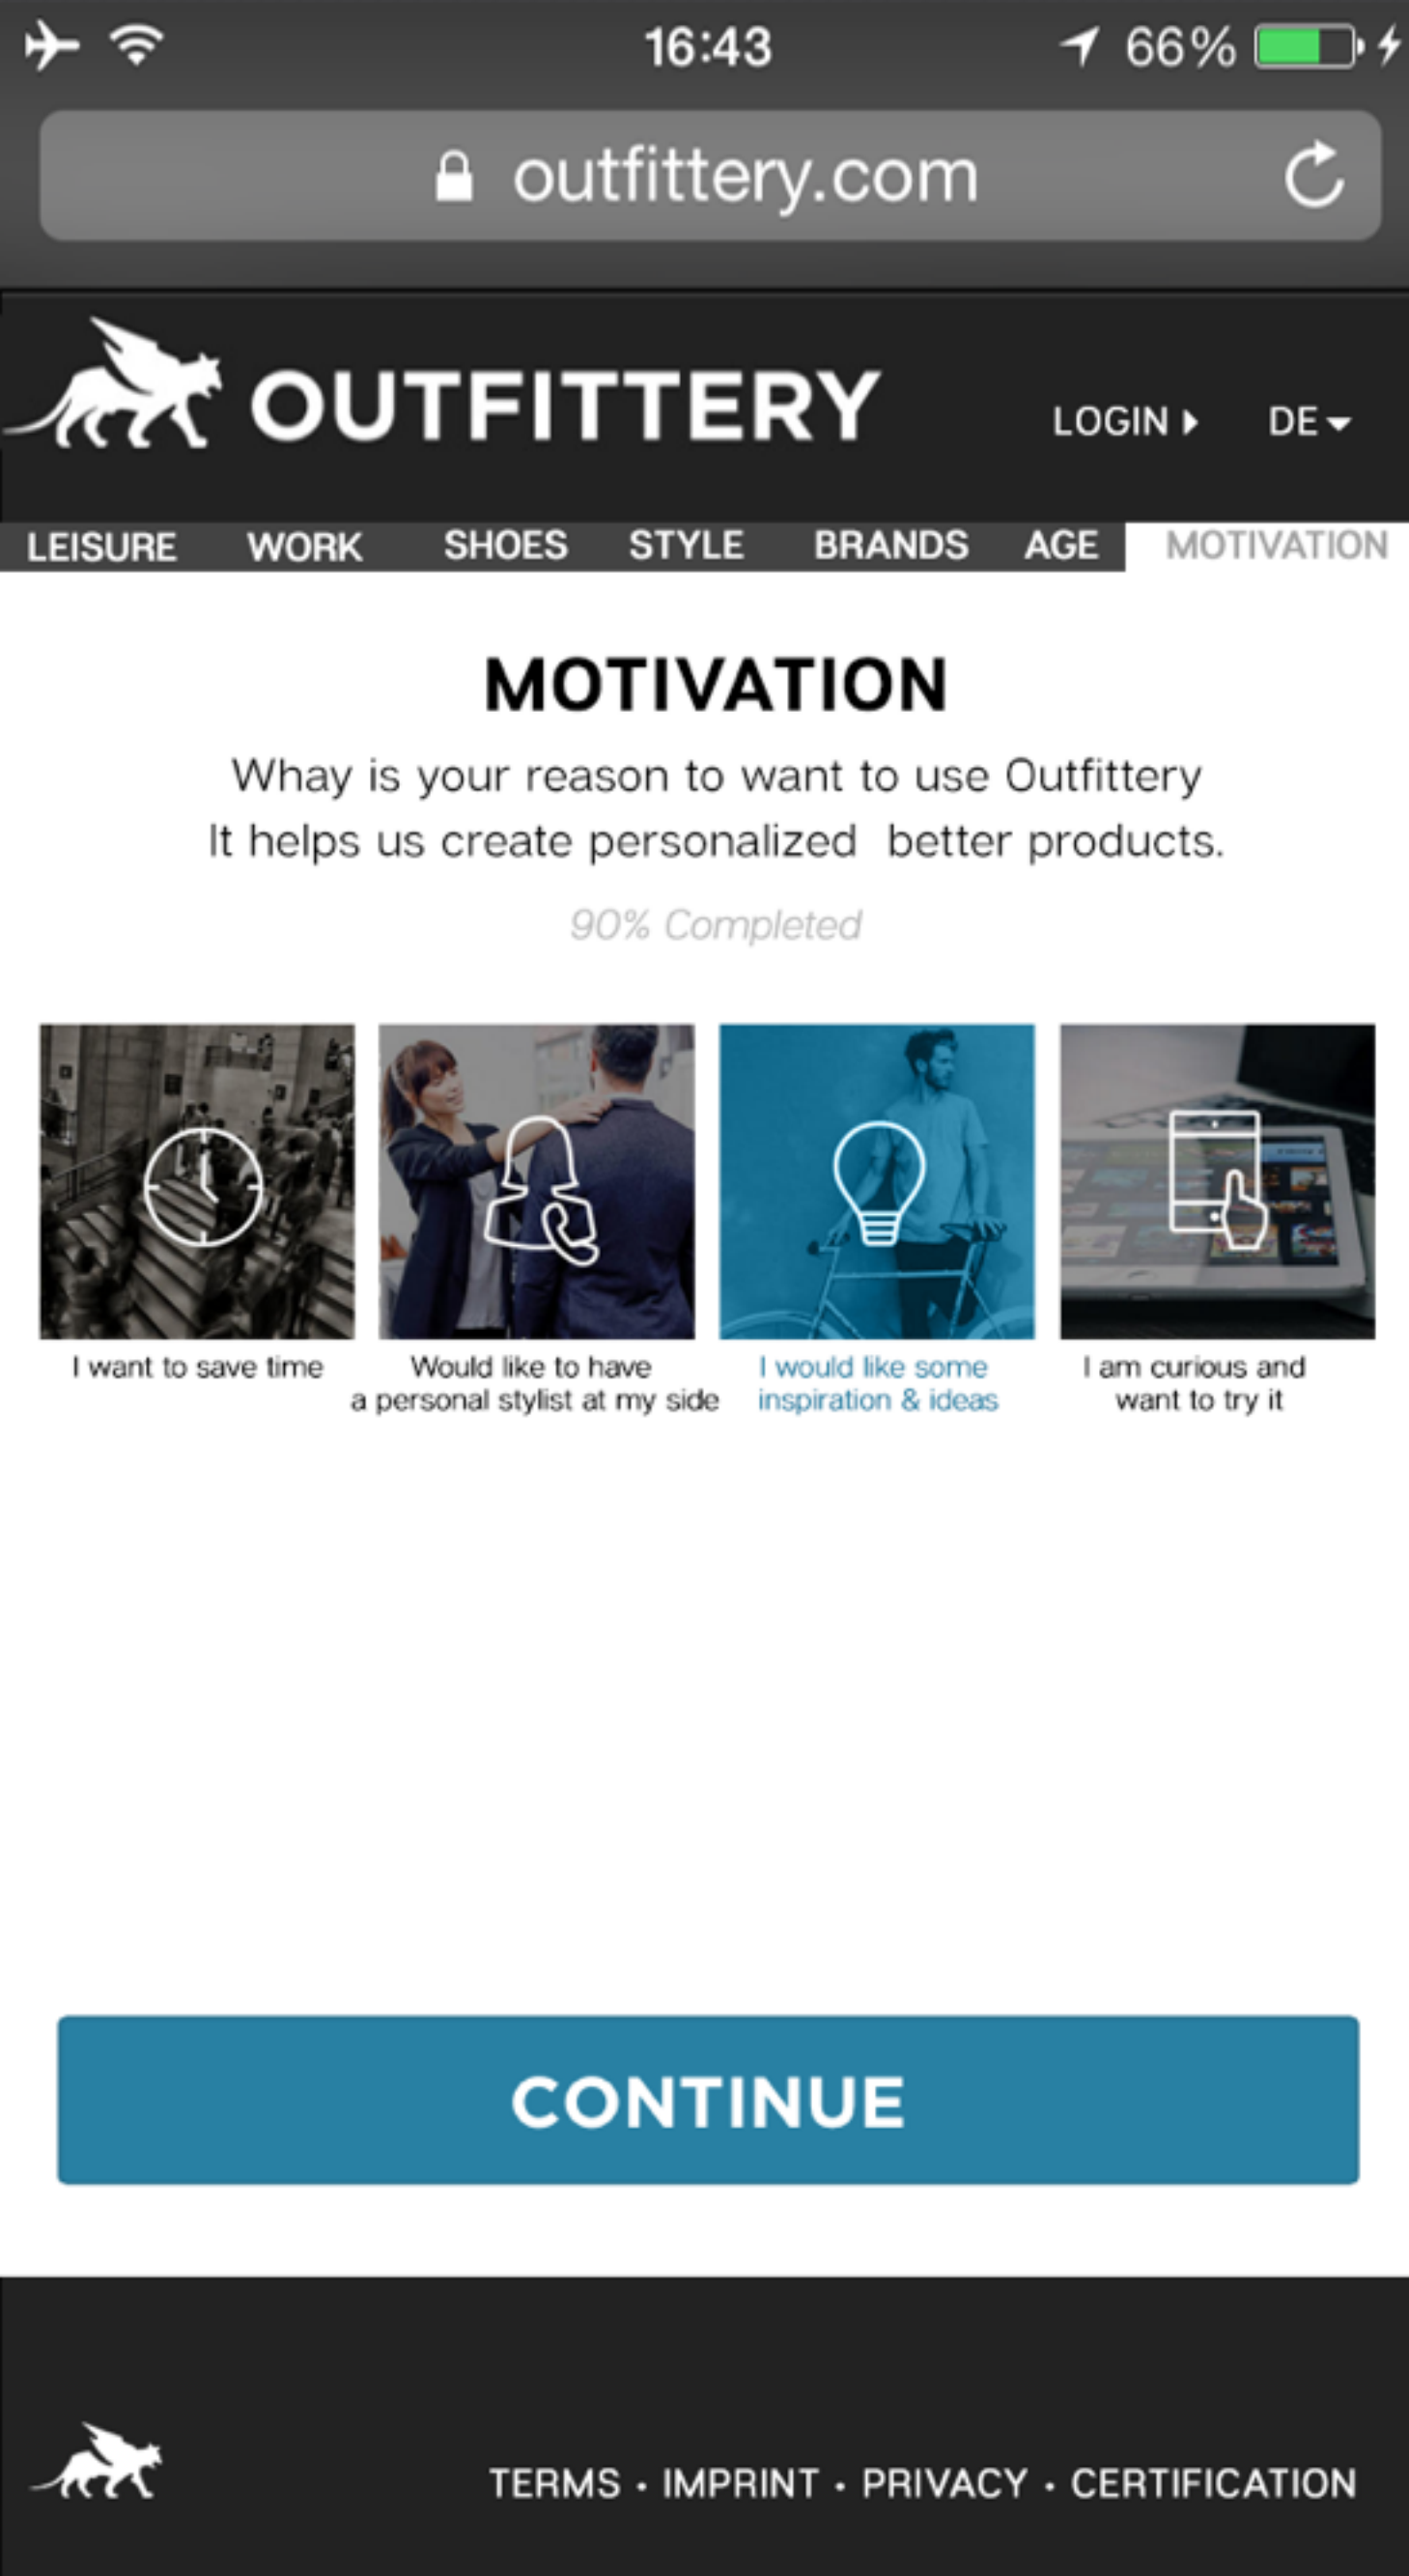 16:43
66%
outfittery.com
OUTFITTERY
LOGIN
DE
LEISURE WORK SHOES STYLE BRANDS AGE MOTIVATION
MOTIVATION
Whay is your reason to want to use Outfittery
It helps us create personalized better products.
90% Completed
I want to save time
Would like to have
a personal stylist at my side
I would like some
inspiration & ideas
I am curious and
want to try it
CONTINUE
TERMS • IMPRINT • PRIVACY • CERTIFICATION